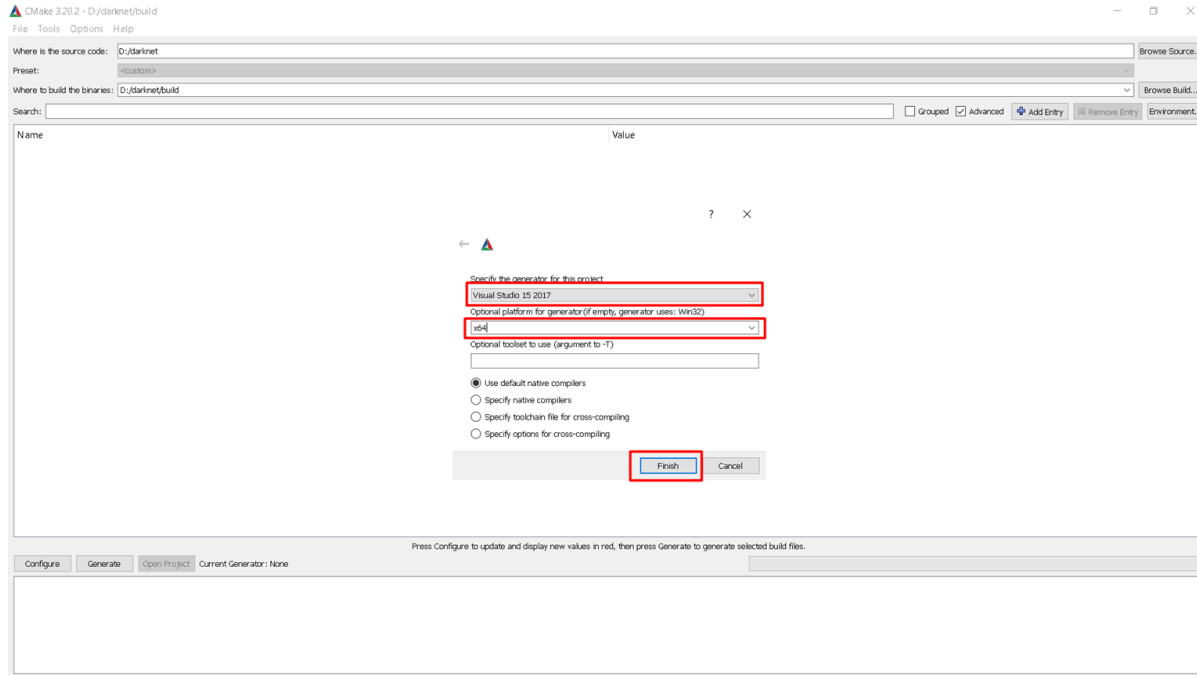 CMake 3.20.2 - D:/darknet/build
File Tools Options Help
Where is the source code: D:/darknet Browse Source.
Preset: <custom>
Where to build the binaries: D:/darknet/build Browse Build...
Search: Grouped Advanced Add Entry Remove Entry Environment.
Name Value
?
Specify the generator for this project
Visual Studio 15 2017
Optional platform for generator(if empty, generator uses: Win32)
x64
Optional toolset to use (argument to -T)
Use default native compilers
Specify native compilers
Specify toolchain file for cross-compiling
Specify options for cross-compiling
Finish Cancel
Press Configure to update and display new values in red, then press Generate to generate selected build files.
Configure Generate Open Project Current Generator: None